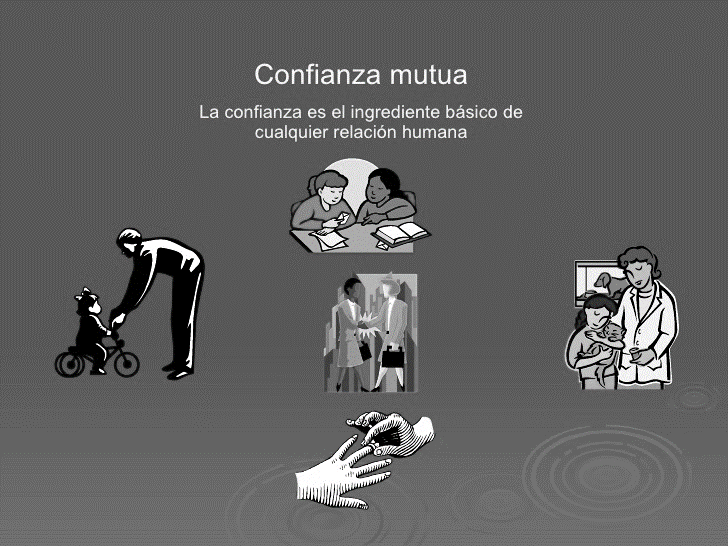 Confianza mutua
La confianza es el ingrediente básico de
cualquier relación humana